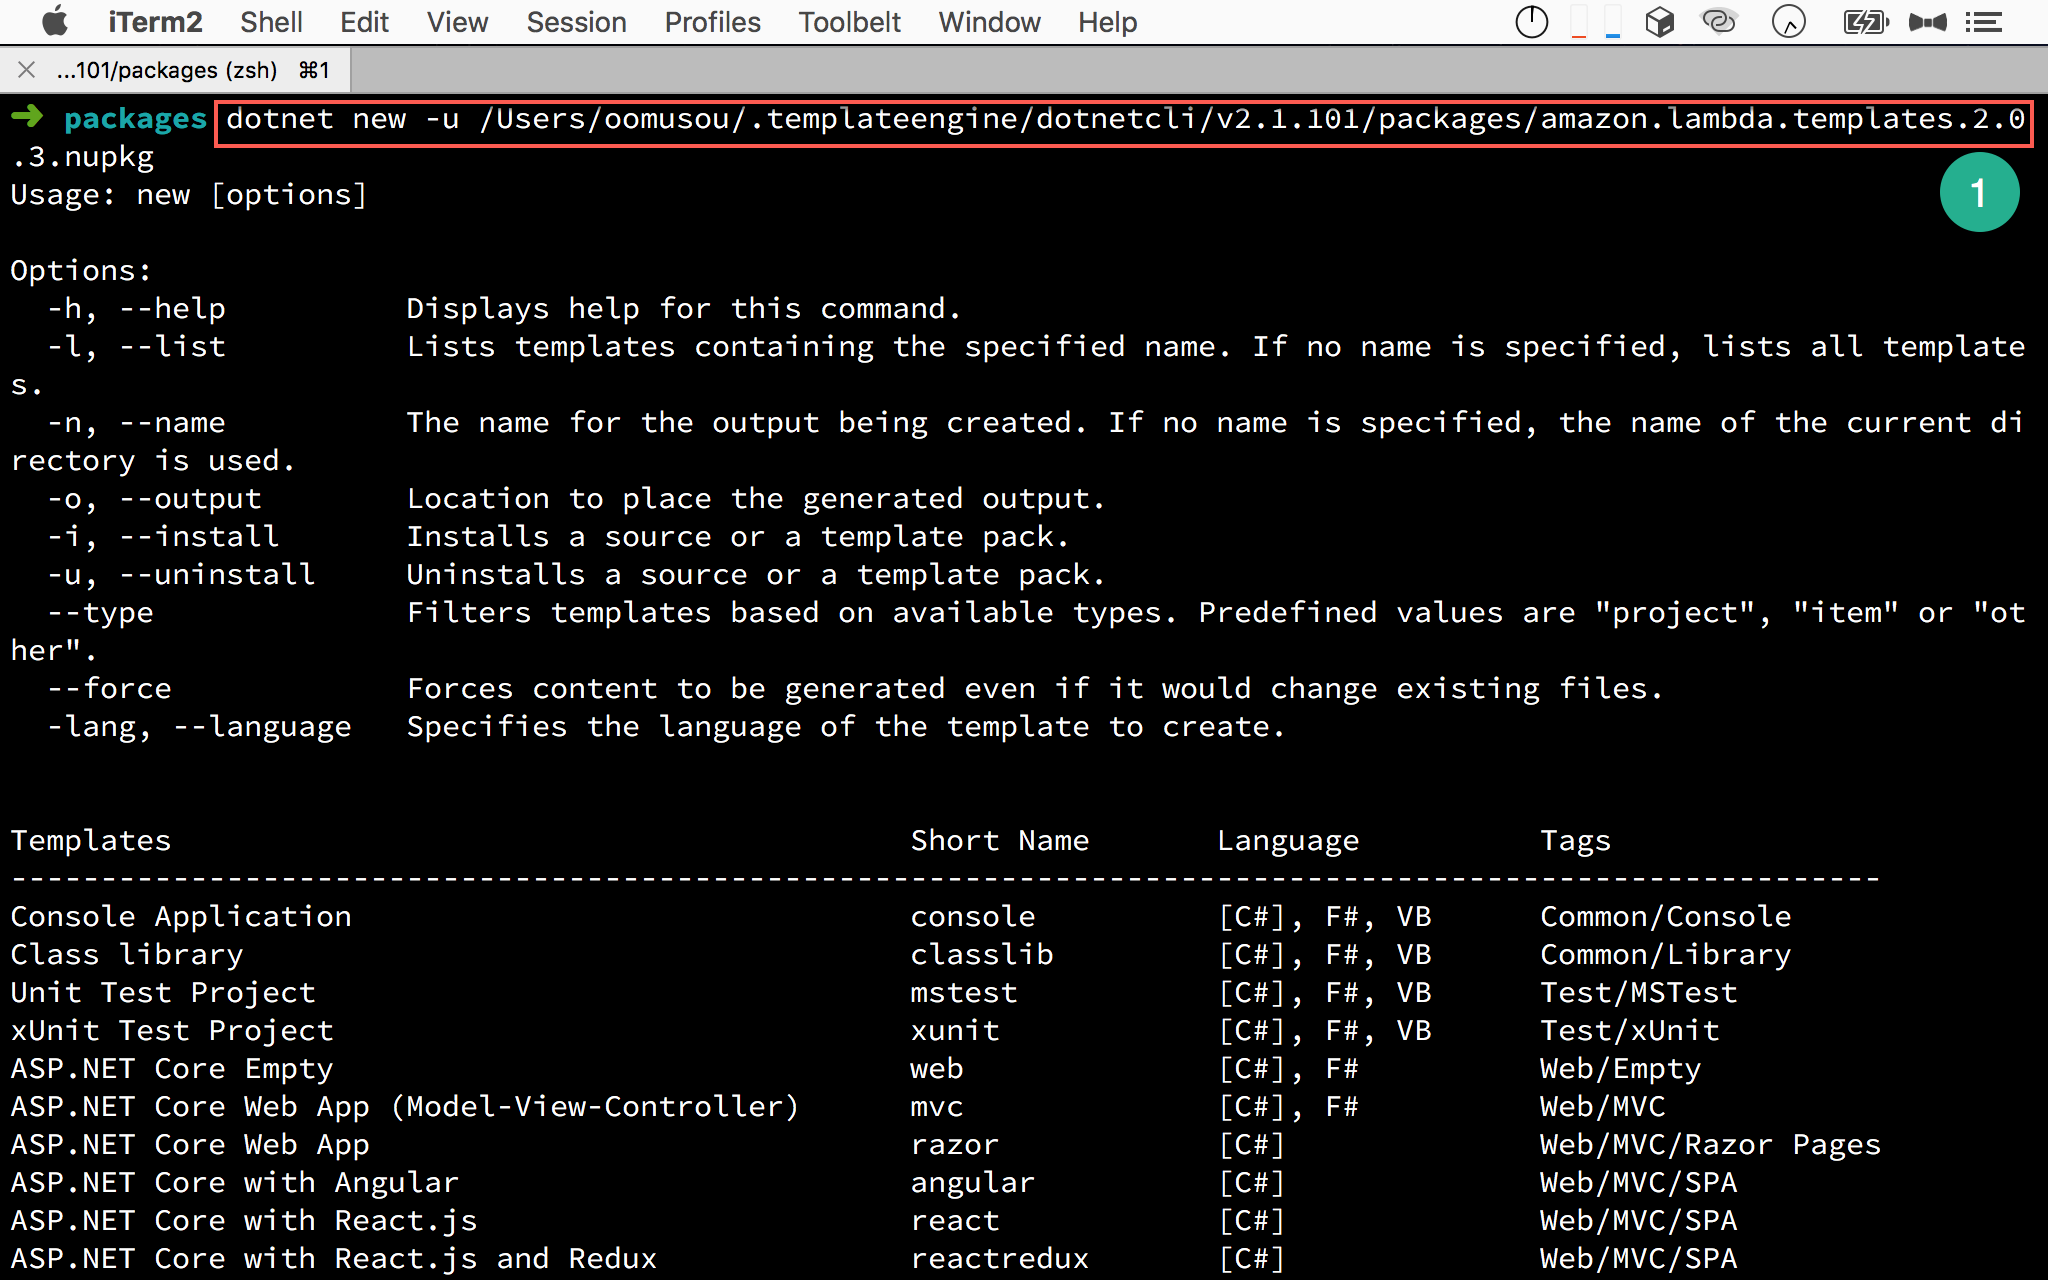 iTerm2 Shell Edit View Session Profiles Toolbelt Window Help
...101/packages (zsh) ⌘1
➜ packages dotnet new -u /Users/oomusou/.templateengine/dotnetcli/v2.1.101/packages/amazon.lambda.templates.2.0
.3.nupkg
1
Usage: new [options]
Options:
-h, --help Displays help for this command.
-l, --list Lists templates containing the specified name. If no name is specified, lists all template
s.
-n, --name The name for the output being created. If no name is specified, the name of the current di
rectory is used.
-o, --output Location to place the generated output.
-i, --install Installs a source or a template pack.
-u, --uninstall Uninstalls a source or a template pack.
--type Filters templates based on available types. Predefined values are "project", "item" or "ot
her".
--force Forces content to be generated even if it would change existing files.
-lang, --language Specifies the language of the template to create.
Templates Short Name Language Tags
--------------------------------------------------------------------------------------------------------
Console Application console [C#], F#, VB Common/Console
Class library classlib [C#], F#, VB Common/Library
Unit Test Project mstest [C#], F#, VB Test/MSTest
xUnit Test Project xunit [C#], F#, VB Test/xUnit
ASP.NET Core Empty web [C#], F# Web/Empty
ASP.NET Core Web App (Model-View-Controller) mvc [C#], F# Web/MVC
ASP.NET Core Web App razor [C#] Web/MVC/Razor Pages
ASP.NET Core with Angular angular [C#] Web/MVC/SPA
ASP.NET Core with React.js react [C#] Web/MVC/SPA
ASP.NET Core with React.js and Redux reactredux [C#] Web/MVC/SPA